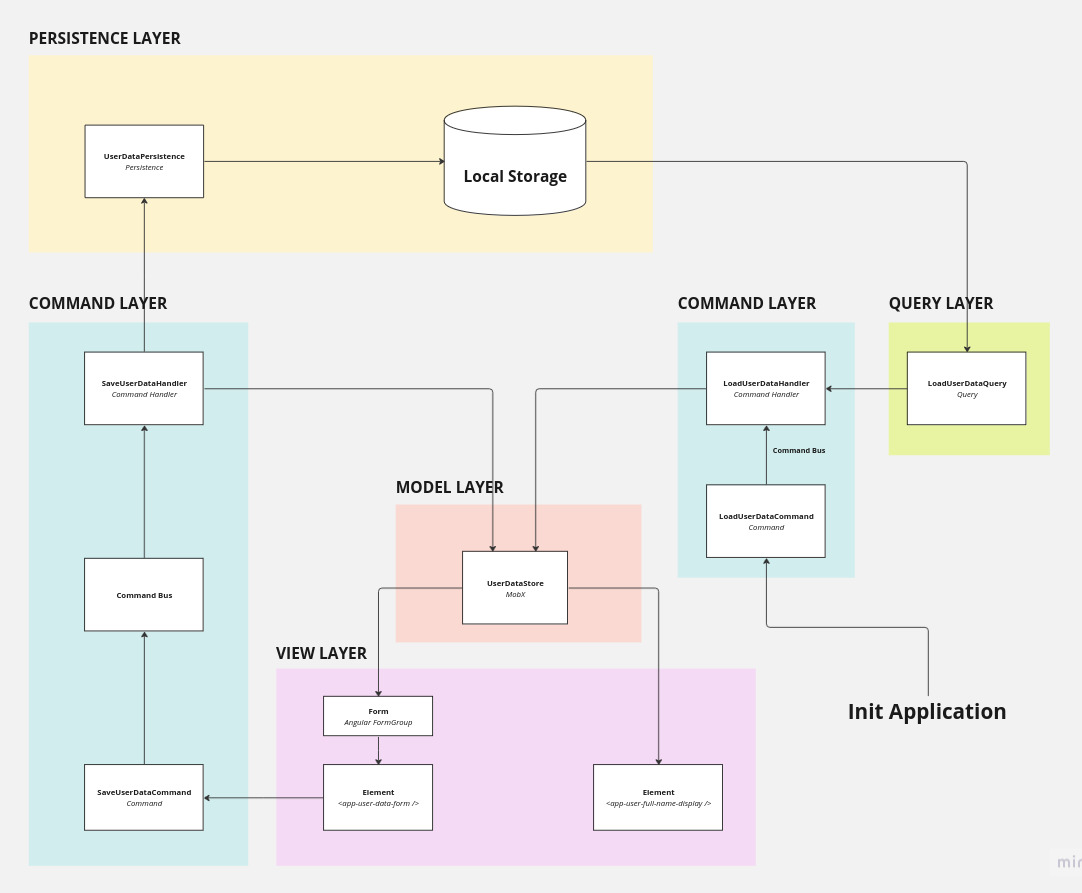 PERSISTENCE LAYER
UserDataPersistence
Persistence
Local Storage
COMMAND LAYER
SaveUserDataHandler
Command Handler
Command Bus
SaveUserDataCommand
Command
COMMAND LAYER
LoadUserDataHandler
Command Handler
Command Bus
LoadUserDataCommand
Command
QUERY LAYER
LoadUserDataQuery
Query
MODEL LAYER
UserDataStore
MobX
VIEW LAYER
Form
Angular FormGroup
Element
<app-user-data-form />
Element
<app-user-full-name-display />
Init Application